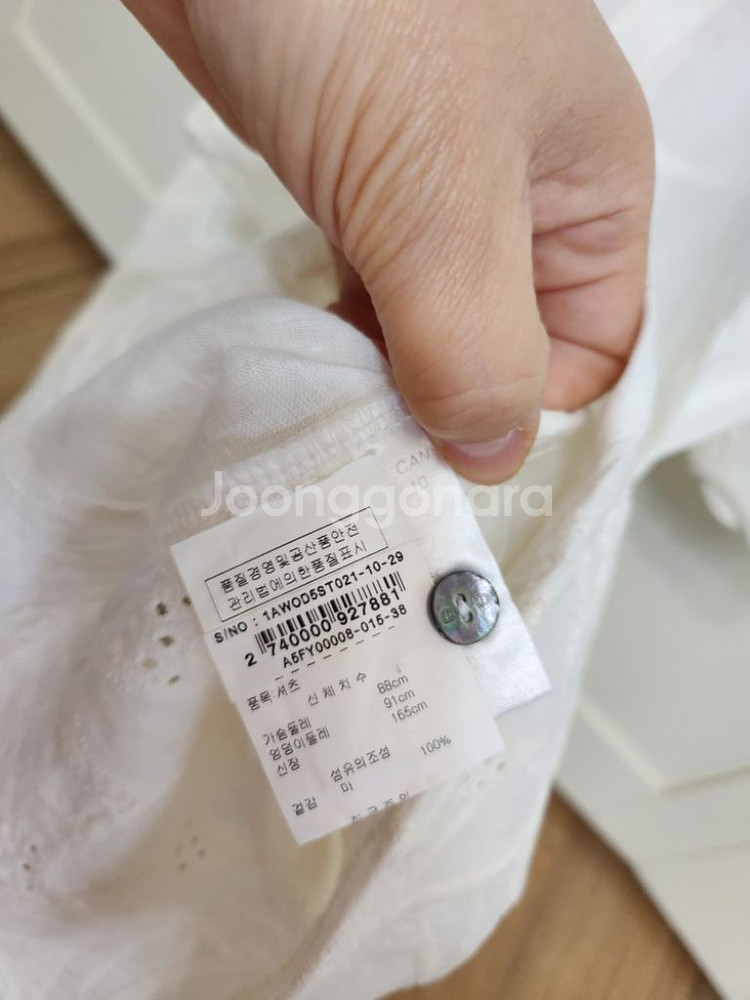 Joongonara
CAN
10
품질경영및공산품안전
관리법에의한품질표시
S/NO : 1AWOD5ST021-10-29
2 740000 927881
A5FY00008-015-38
품목:셔츠
신 체 치 수
가슴둘레 88cm
엉덩이둘레 91cm
신장 165cm
섬유의조성
겉감 마 100%